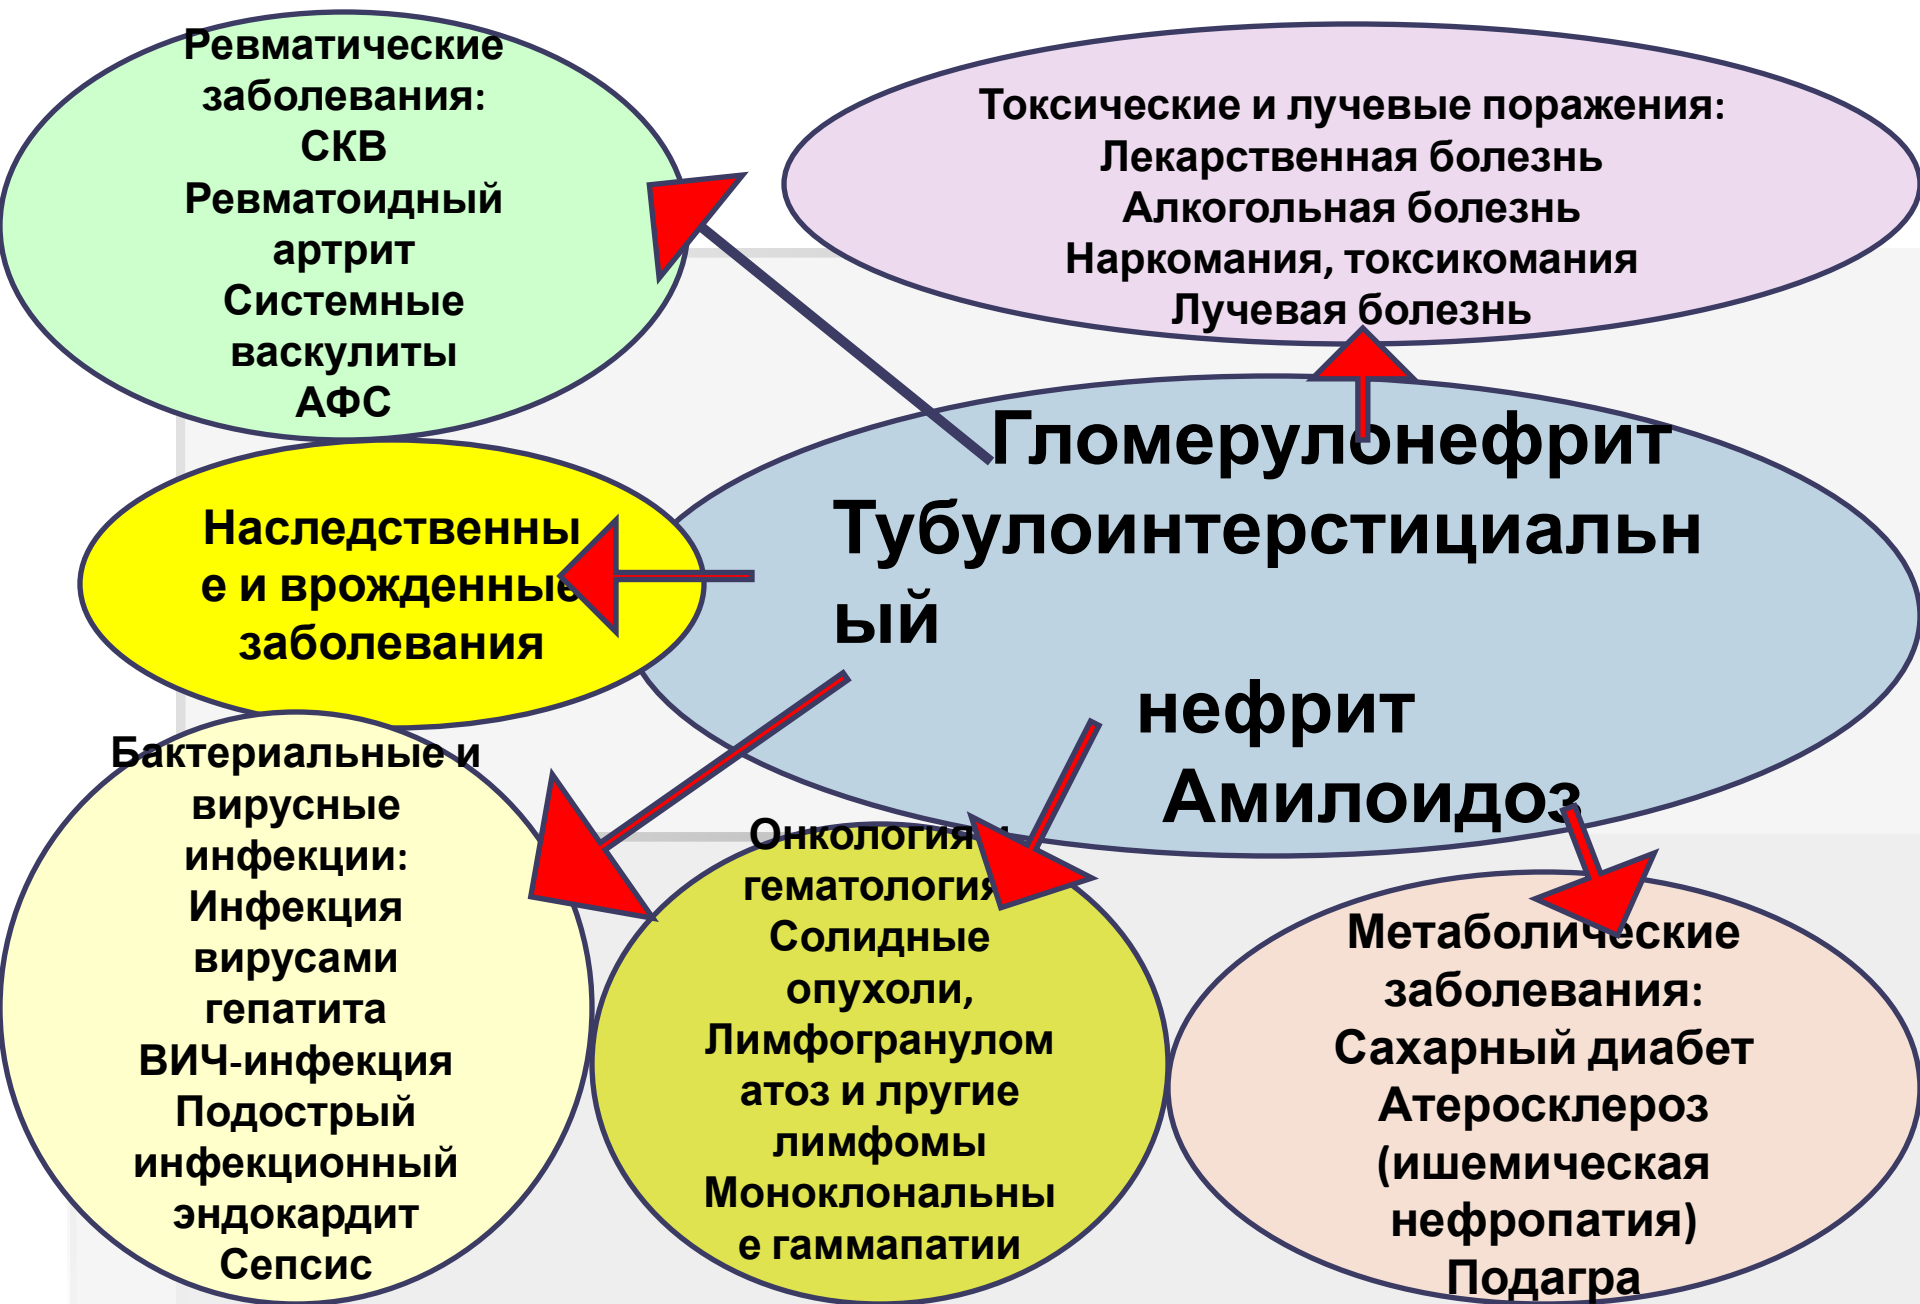 Ревматические
заболевания:
СКВ
Ревматоидный
артрит
Системные
васкулиты
АФС
Токсические и лучевые поражения:
Лекарственная болезнь
Алкогольная болезнь
Наркомания, токсикомания
Лучевая болезнь
Гломерулонефрит
Тубулоинтерстициальн
ый
нефрит
Амилоидоз
Наследственны
е и врожденные
заболевания
Бактериальные и
вирусные
инфекции:
Инфекция
вирусами
гепатита
ВИЧ-инфекция
Подострый
инфекционный
эндокардит
Сепсис
Онкология
гематология
Солидные
опухоли,
Лимфогранулом
атоз и лругие
лимфомы
Моноклональны
е гаммапатии
Метаболические
заболевания:
Сахарный диабет
Атеросклероз
(ишемическая
нефропатия)
Подагра